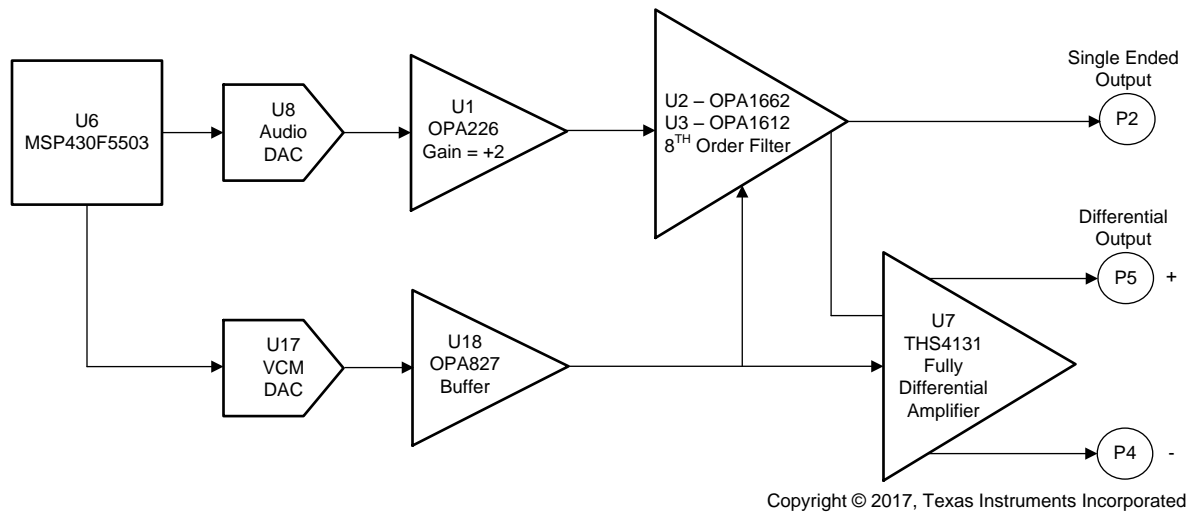 U6
MSP430F5503
U8
Audio
DAC
U1
OPA226
Gain = +2
U2 – OPA1662
U3 – OPA1612
8TH Order Filter
Single Ended
Output
P2
Differential
Output
P5 +
U17
VCM
DAC
U18
OPA827
Buffer
U7
THS4131
Fully
Differential
Amplifier
P4 -
Copyright © 2017, Texas Instruments Incorporated